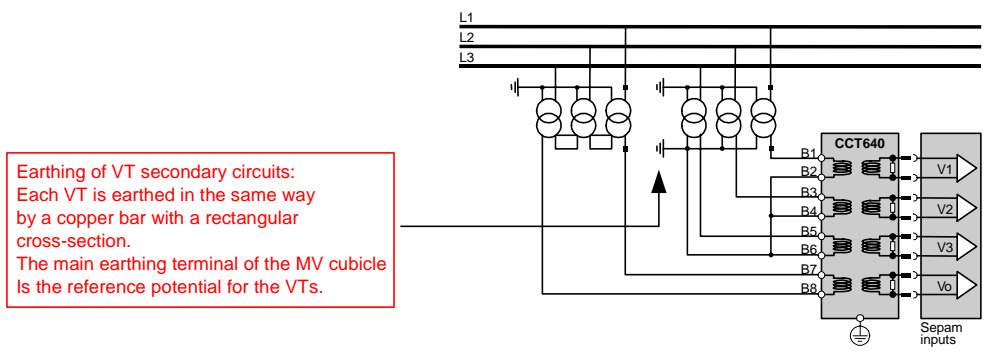 L1
L2
L3
Earthing of VT secondary circuits:
Each VT is earthed in the same way
by a copper bar with a rectangular
cross-section.
The main earthing terminal of the MV cubicle
Is the reference potential for the VTs.
CCT640
B1
B2
V1
B3
B4
V2
B5
B6
V3
B7
B8
Vo
Sepam
inputs